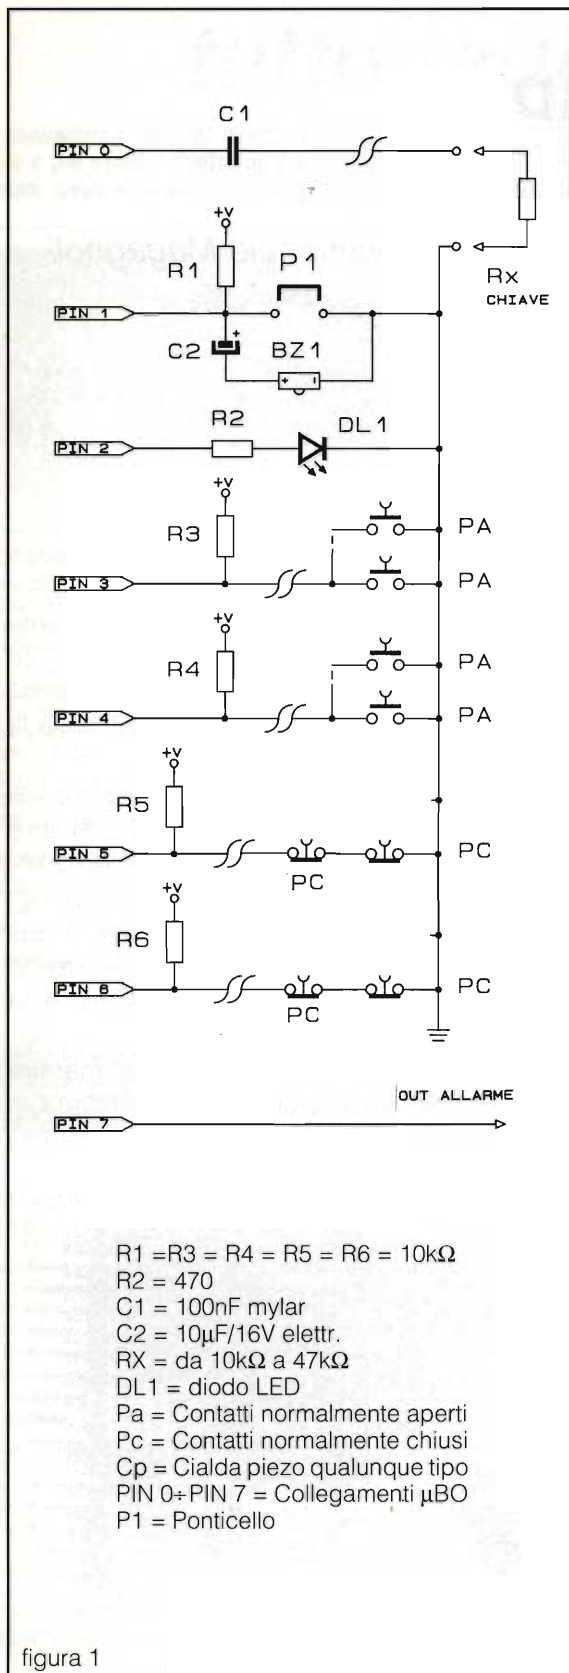 C1
PIN 0
+V
R1
P1
Rx
CHIAVE
PIN 1
C2
+
BZ1
+ -
R2
DL1
PIN 2
+V
R3
PA
PIN 3
PA
+V
R4
PA
PIN 4
PA
+V
R5
PIN 5
PC
PC
+V
R6
PIN 6
PC
PC
OUT ALLARME
PIN 7
R1 =R3 = R4 = R5 = R6 = 10kΩ
R2 = 470
C1 = 100nF mylar
C2 = 10µF/16V elettr.
RX = da 10kΩ a 47kΩ
DL1 = diodo LED
Pa = Contatti normalmente aperti
Pc = Contatti normalmente chiusi
Cp = Cialda piezo qualunque tipo
PIN 0÷PIN 7 = Collegamenti µBO
P1 = Ponticello
figura 1